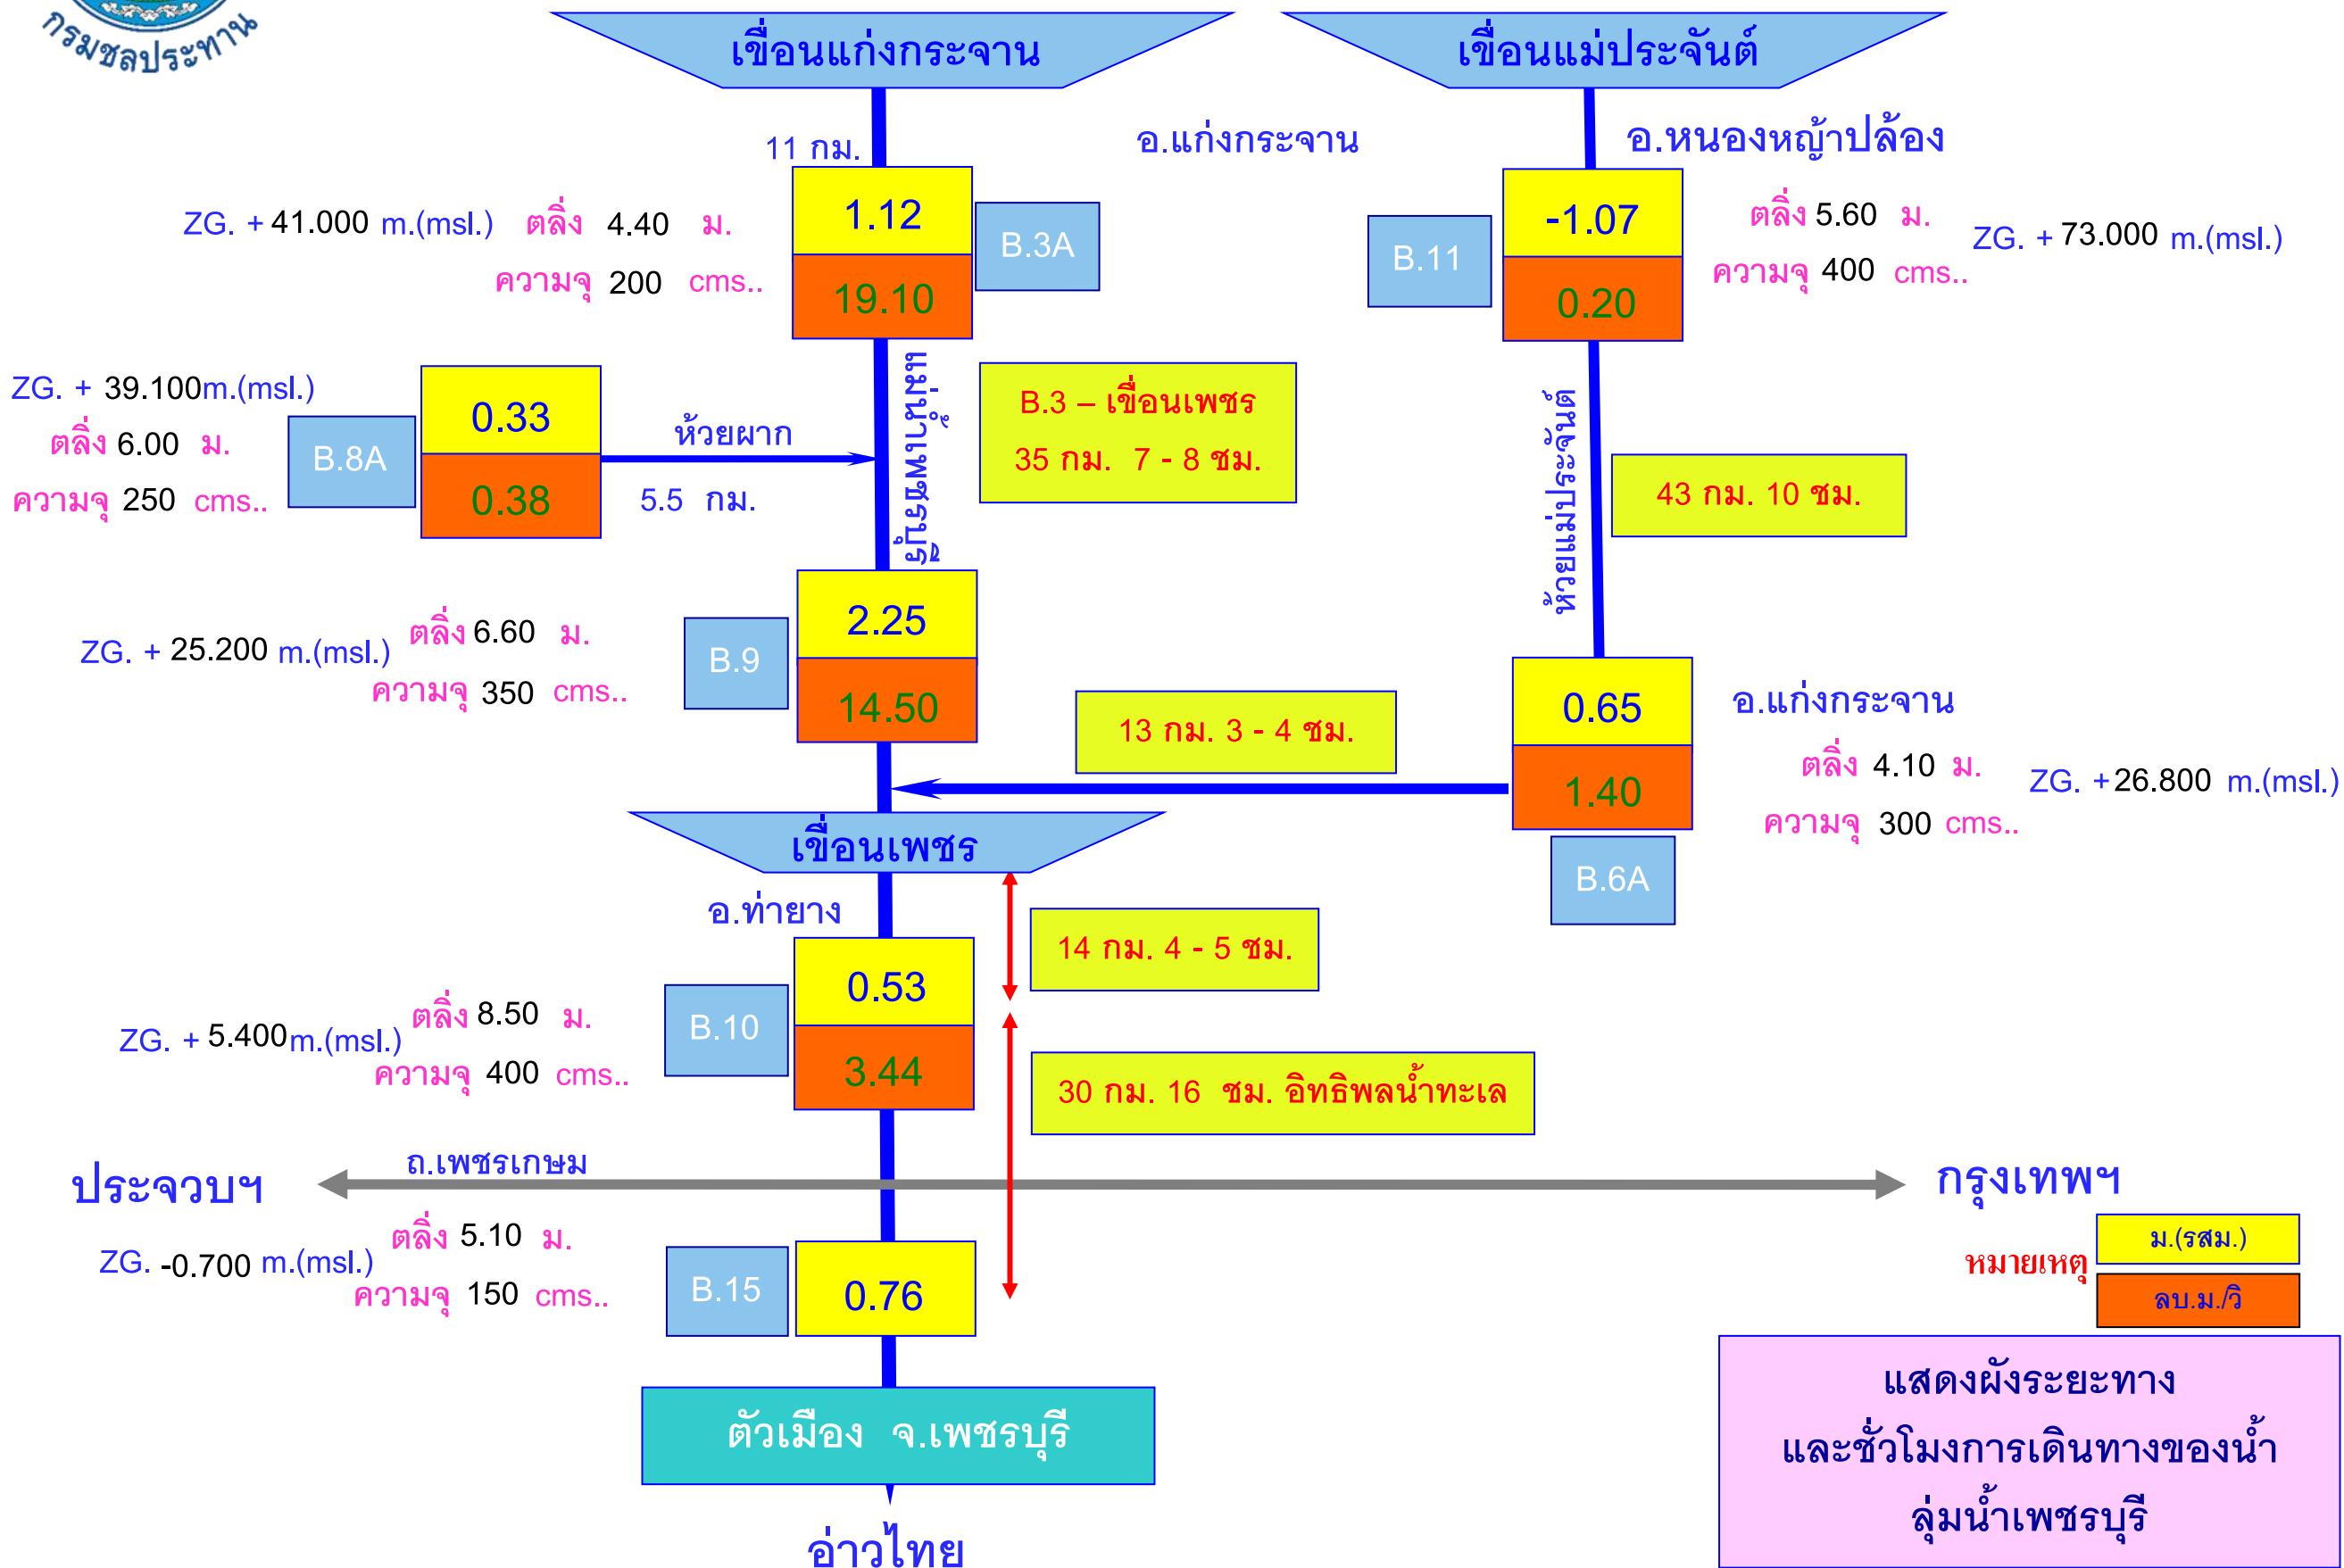 กรมชลประทาน
เขื่อนแก่งกระจาน
เขื่อนแม่ประจันต์
11 กม.
อ.แก่งกระจาน
อ.หนองหญ้าปล้อง
ZG. + 41.000 m.(msl.)
ตลิ่ง 4.40 ม.
ความจุ 200 cms..
1.12
19.10
B.3A
B.11
-1.07
0.20
ตลิ่ง 5.60 ม.
ความจุ 400 cms..
ZG. + 73.000 m.(msl.)
ZG. + 39.100m.(msl.)
ตลิ่ง 6.00 ม.
ความจุ 250 cms..
B.8A
0.33
0.38
ห้วยผาก
5.5 กม.
แม่น้ำเพชรบุรี
B.3 – เขื่อนเพชร
35 กม. 7 - 8 ชม.
ห้วยแม่ประจันต์
43 กม. 10 ชม.
ZG. + 25.200 m.(msl.)
ตลิ่ง 6.60 ม.
ความจุ 350 cms..
B.9
2.25
14.50
13 กม. 3 - 4 ชม.
0.65
1.40
B.6A
อ.แก่งกระจาน
ตลิ่ง 4.10 ม.
ความจุ 300 cms..
ZG. +26.800 m.(msl.)
เขื่อนเพชร
อ.ท่ายาง
14 กม. 4 - 5 ชม.
ZG. + 5.400m.(msl.)
ตลิ่ง 8.50 ม.
ความจุ 400 cms..
B.10
0.53
3.44
30 กม. 16 ชม. อิทธิพลน้ำทะเล
ประจวบฯ
ถ.เพชรเกษม
กรุงเทพฯ
ZG. -0.700 m.(msl.)
ตลิ่ง 5.10 ม.
ความจุ 150 cms..
B.15
0.76
หมายเหตุ
ม.(รสม.)
ลบ.ม./วิ
ตัวเมือง จ.เพชรบุรี
อ่าวไทย
แสดงผังระยะทาง
และชั่วโมงการเดินทางของน้ำ
ลุ่มน้ำเพชรบุรี